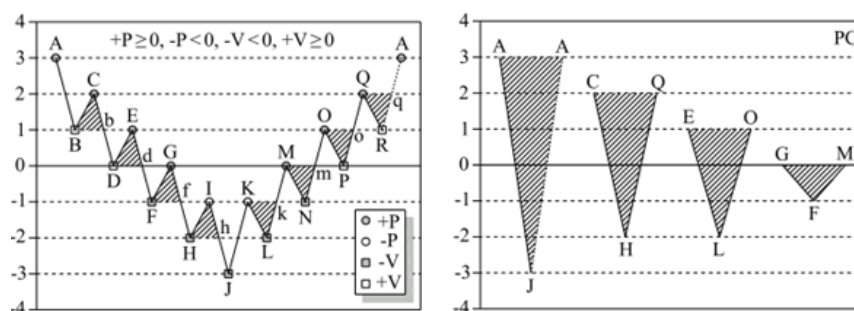 4
3
2
1
0
-1
-2
-3
-4
+P≥0, -P<0, -V<0, +V≥0
A
A
Q
C
q
O
E
b
o
B
R
G
M
d
m
D
P
I
K
f
k
F
N
h
H
L
J
+P
-P
-V
+V
4
3
2
1
0
-1
-2
-3
-4
PC
A
A
C
Q
E
O
G
M
F
H
L
J